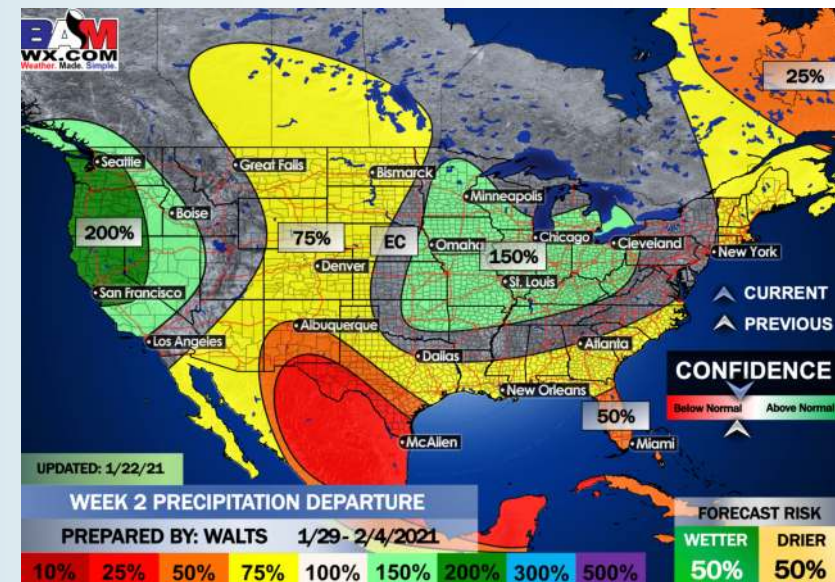 BAM
WX.COM
Weather. Made. Simple.
25%
Seattle
Great Falls
Bismarck
Minneapolis
Boise
200%
75%
EC
Omaha
Chicago
150%
Cleveland
New York
Denver
St. Louis
San Francisco
CURRENT
Albuquerque
PREVIOUS
Los Angeles
Dallas
Atlanta
CONFIDENCE
New Orleans
Below Normal
Above Normal
50%
McAllen
Miami
UPDATED: 1/22/21
WEEK 2 PRECIPITATION DEPARTURE
PREPARED BY: WALTS 1/29 - 2/4/2021
FORECAST RISK
WETTER DRIER
50% 50%
10% 25% 50% 75% 100% 150% 200% 300% 500%